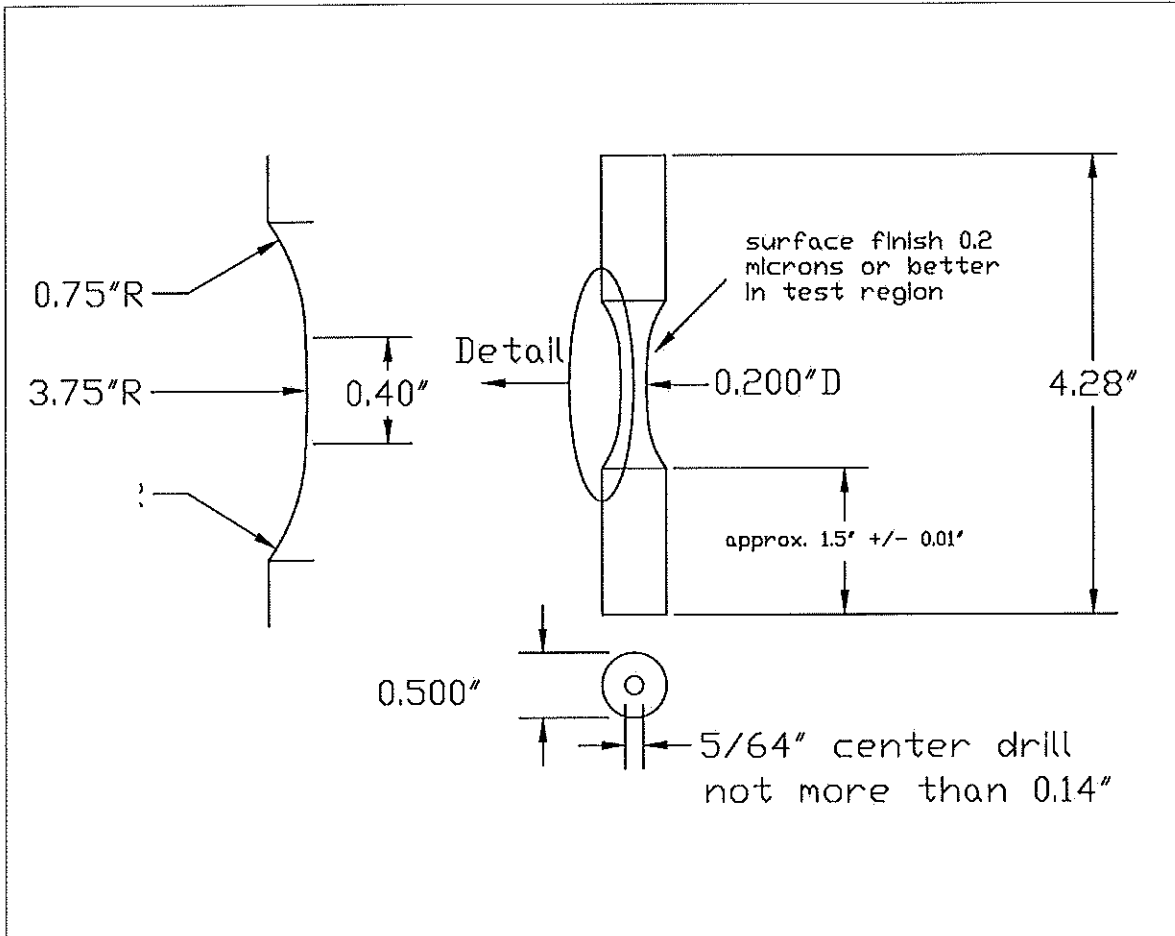 0.75"R
3.75"R
0.40"
Detail
surface finish 0.2
microns or better
in test region
0.200"D
4.28"
approx. 1.5" +/- 0.01"
0.500"
5/64" center drill
not more than 0.14"